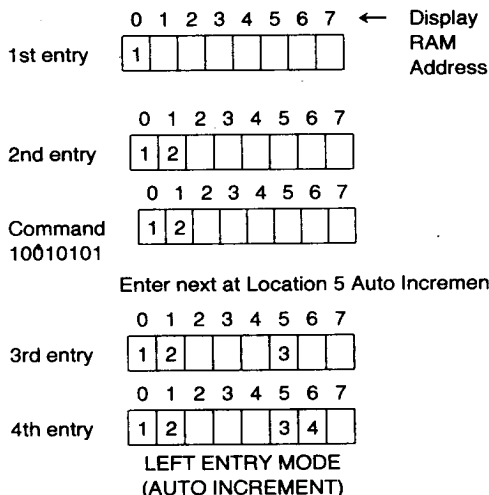 0 1 2 3 4 5 6 7 ← Display
RAM
Address
1st entry 1
0 1 2 3 4 5 6 7
2nd entry 1 2
0 1 2 3 4 5 6 7
Command 1 2
10010101
Enter next at Location 5 Auto Incremen
0 1 2 3 4 5 6 7
3rd entry 1 2 3
0 1 2 3 4 5 6 7
4th entry 1 2 3 4
LEFT ENTRY MODE
(AUTO INCREMENT)